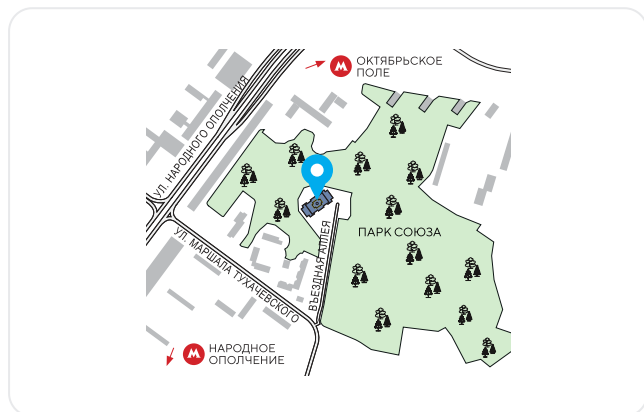 М ОКТЯБРЬСКОЕ
ПОЛЕ
УЛ. НАРОДНОГО ОПОЛЧЕНИЯ
ПАРК СОЮЗА
УЛ. МАРШАЛА ТУХАЧЕВСКОГО
ВЪЕЗДНАЯ АЛЛЕЯ
М НАРОДНОЕ
ОПОЛЧЕНИЕ